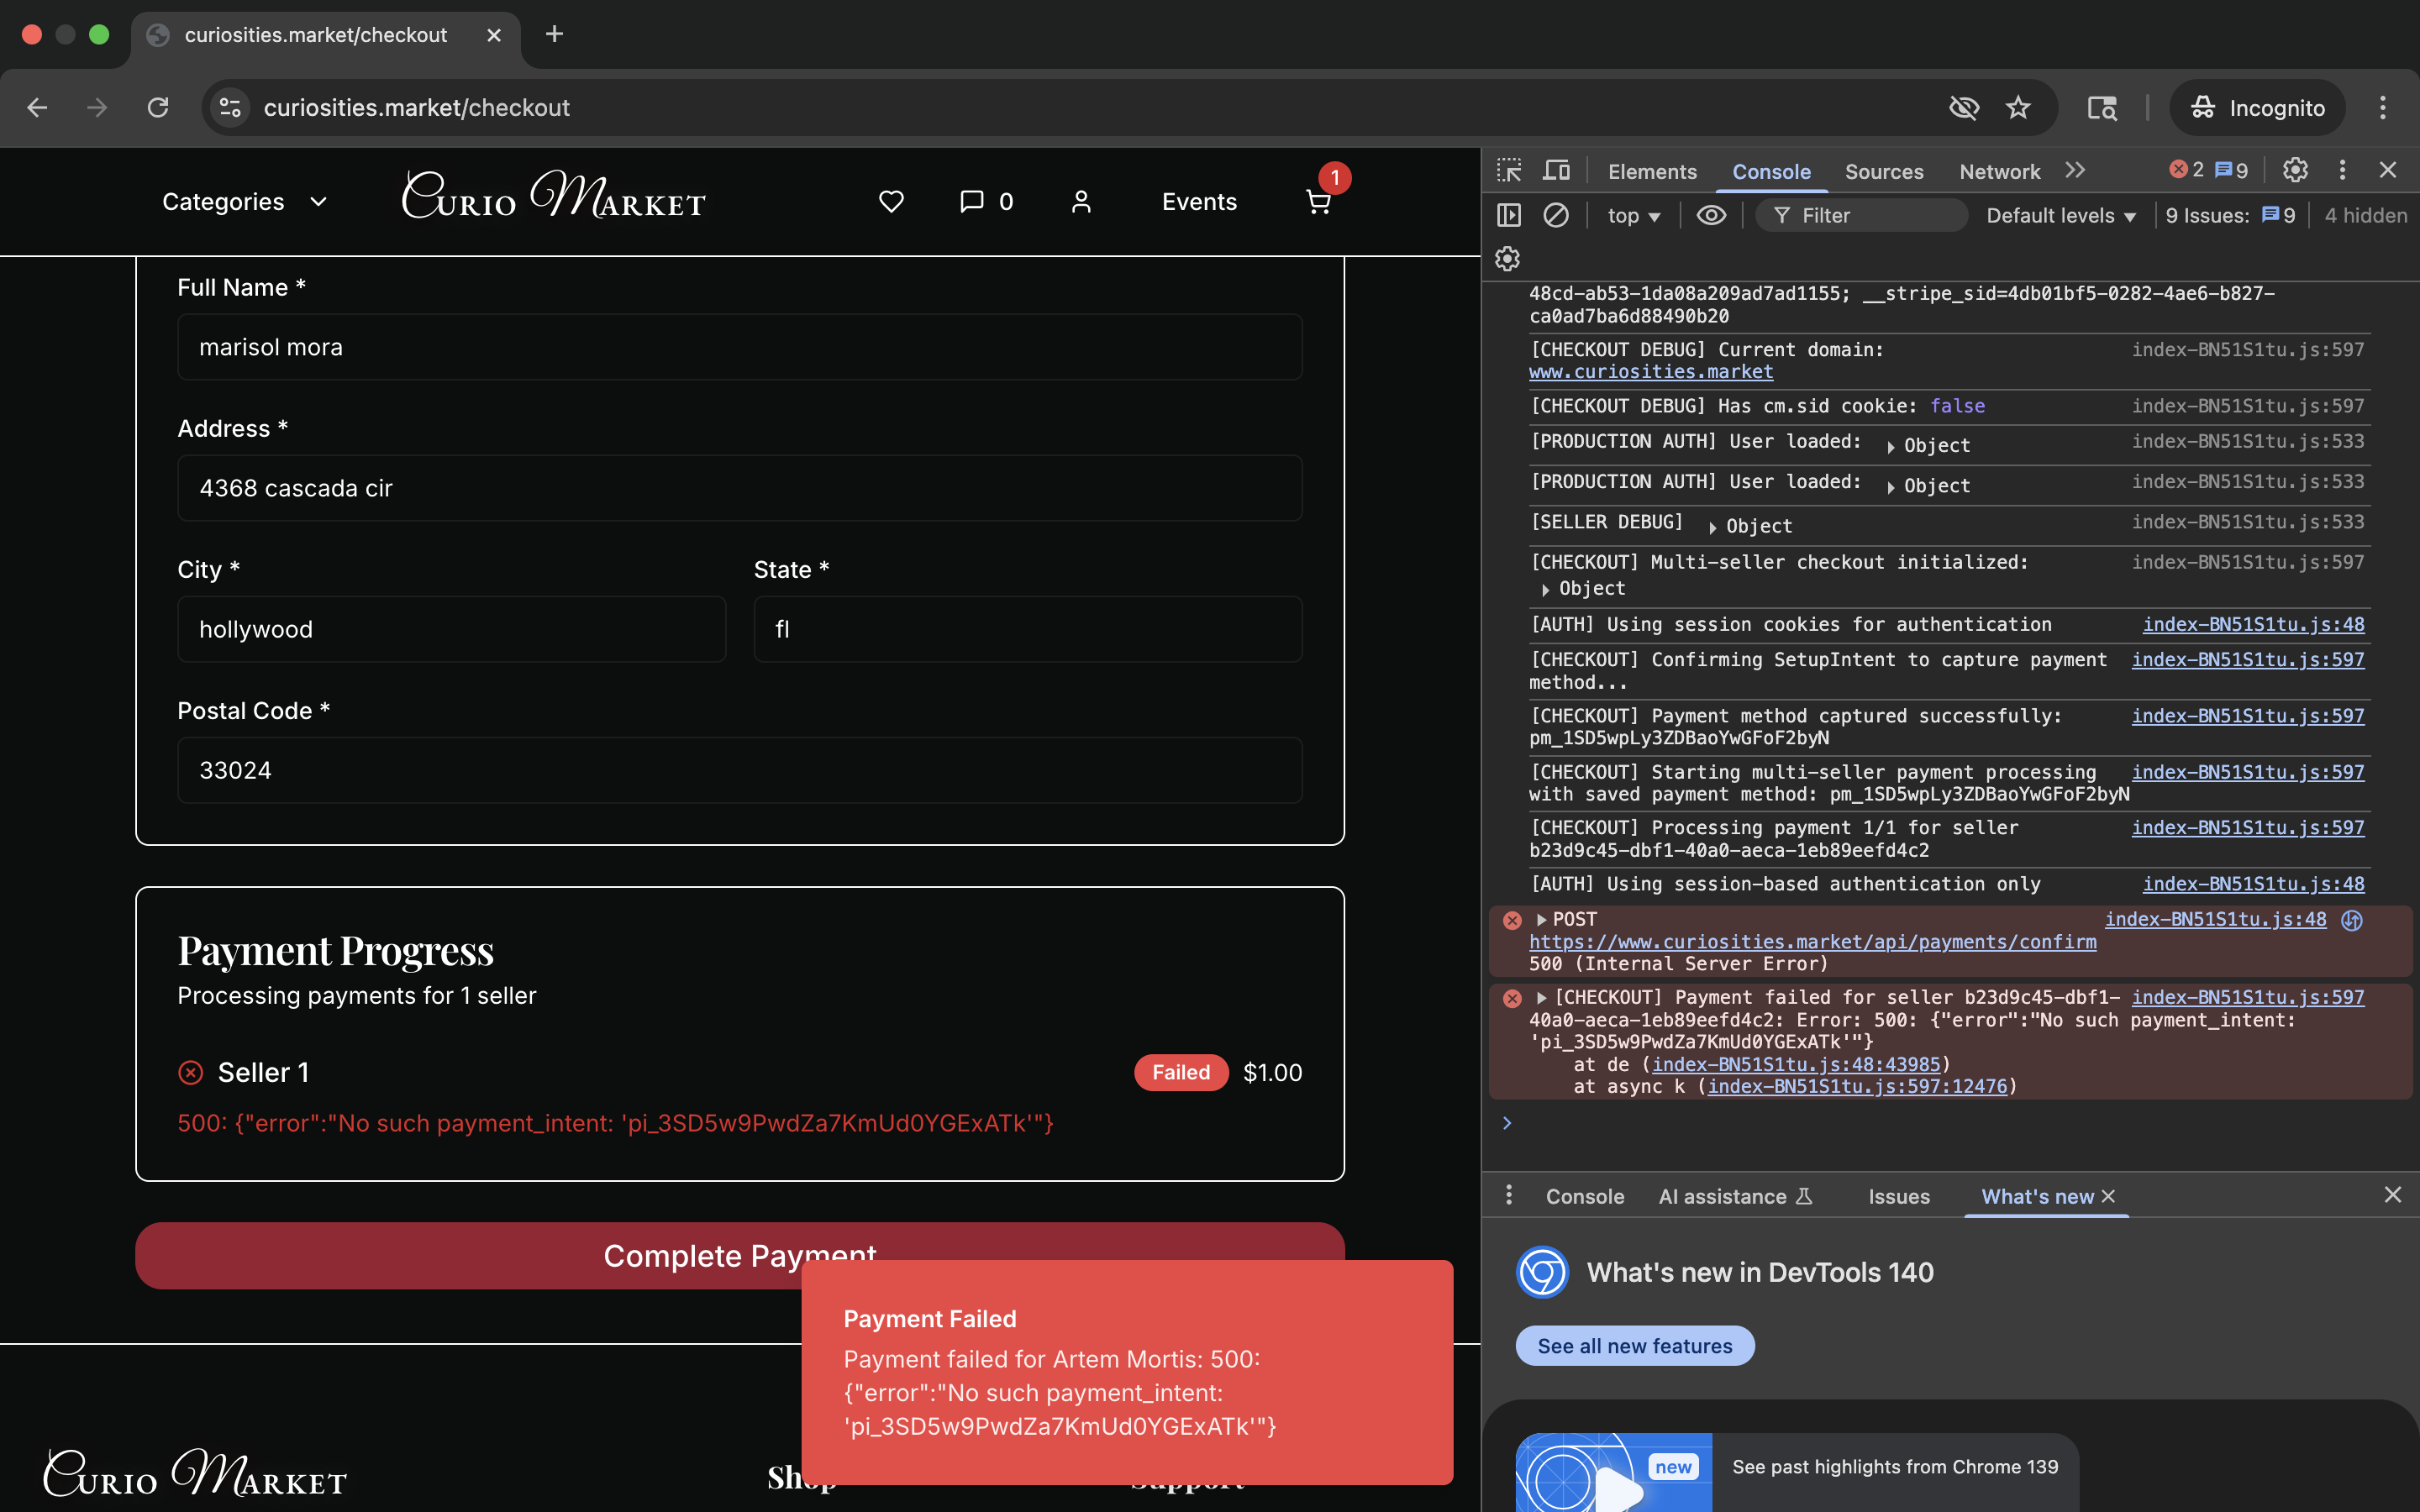 curiosities.market/checkout
curiosities.market/checkout
Incognito
Categories
Curio Market
0
Events
1
Full Name *
marisol mora
Address *
4368 cascada cir
City *
State *
hollywood
fl
Postal Code *
33024
Payment Progress
Processing payments for 1 seller
Seller 1
Failed
$1.00
500: {"error":"No such payment_intent: 'pi_3SD5w9PwdZa7KmUd0YGExATk'"}
Complete Payment
Payment Failed
Payment failed for Artem Mortis: 500:
{"error":"No such payment_intent:
'pi_3SD5w9PwdZa7KmUd0YGExATk'"}
Curio Market
Shop
Support
Elements
Console
Sources
Network
2
9
top
Filter
Default levels
9 Issues:
9
4 hidden
48cd-ab53-1da08a209ad7ad1155; __stripe_sid=4db01bf5-0282-4ae6-b827-
ca0ad7ba6d88490b20
[CHECKOUT DEBUG] Current domain: index-BN51S1tu.js:597
www.curiosities.market
[CHECKOUT DEBUG] Has cm.sid cookie: false index-BN51S1tu.js:597
[PRODUCTION AUTH] User loaded: Object index-BN51S1tu.js:533
[PRODUCTION AUTH] User loaded: Object index-BN51S1tu.js:533
[SELLER DEBUG] Object index-BN51S1tu.js:533
[CHECKOUT] Multi-seller checkout initialized: index-BN51S1tu.js:597
Object
[AUTH] Using session cookies for authentication index-BN51S1tu.js:48
[CHECKOUT] Confirming SetupIntent to capture payment index-BN51S1tu.js:597
method...
[CHECKOUT] Payment method captured successfully: index-BN51S1tu.js:597
pm_1SD5wpLy3ZDBaoYwGFoF2byN
[CHECKOUT] Starting multi-seller payment processing index-BN51S1tu.js:597
with saved payment method: pm_1SD5wpLy3ZDBaoYwGFoF2byN
[CHECKOUT] Processing payment 1/1 for seller index-BN51S1tu.js:597
b23d9c45-dbf1-40a0-aeca-1eb89eefd4c2
[AUTH] Using session-based authentication only index-BN51S1tu.js:48
POST index-BN51S1tu.js:48
https://www.curiosities.market/api/payments/confirm
500 (Internal Server Error)
[CHECKOUT] Payment failed for seller b23d9c45-dbf1- index-BN51S1tu.js:597
40a0-aeca-1eb89eefd4c2: Error: 500: {"error":"No such payment_intent:
'pi_3SD5w9PwdZa7KmUd0YGExATk'"}
at de (index-BN51S1tu.js:48:43985)
at async k (index-BN51S1tu.js:597:12476)
Console
AI assistance
Issues
What's new
What's new in DevTools 140
See all new features
new
See past highlights from Chrome 139